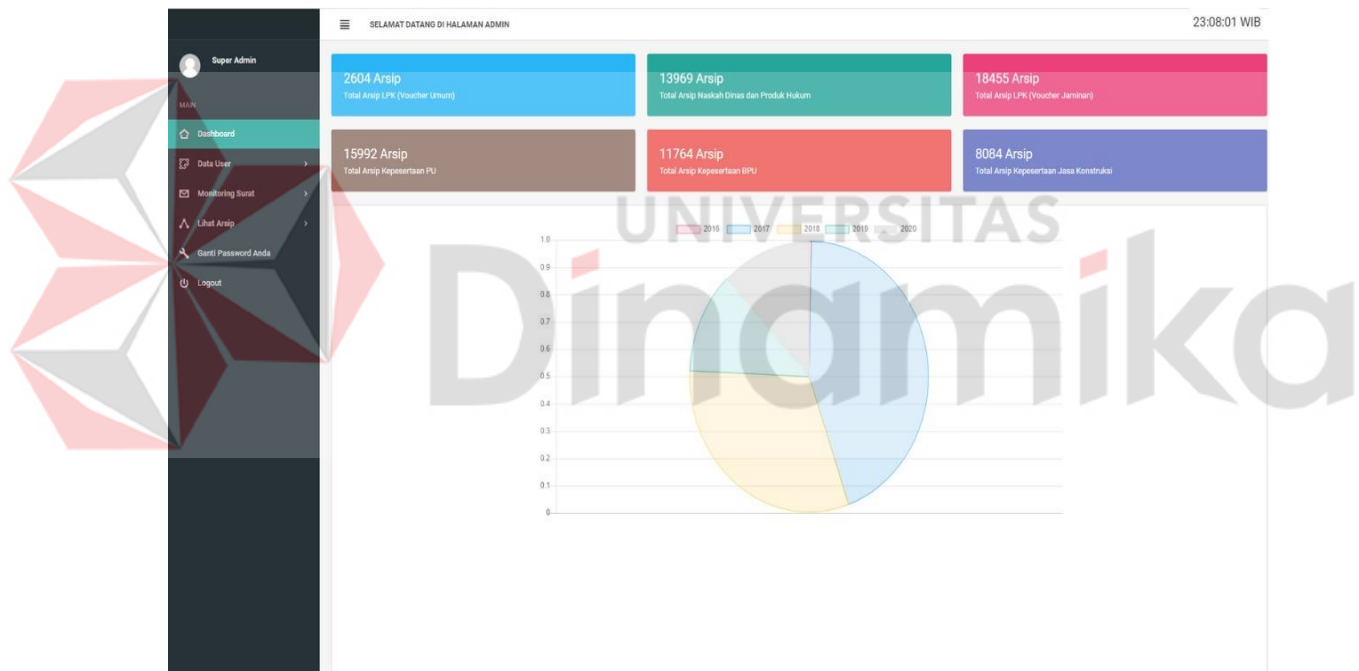 SELAMAT DATANG DI HALAMAN ADMIN
23:08:01 WIB
Super Admin
MAIN
Dashboard
Data User
Monitoring Surat
Lihat Arsip
Ganti Password Anda
Logout
2604 Arsip
Total Arsip LPK (Voucher Umum)
13969 Arsip
Total Arsip Naskah Dinas dan Produk Hukum
18455 Arsip
Total Arsip LPK (Voucher Jaminan)
15992 Arsip
Total Arsip Kepesertaan PU
11764 Arsip
Total Arsip Kepesertaan BPU
8084 Arsip
Total Arsip Kepesertaan Jasa Konstruksi
UNIVERSITAS
Dinamika
2016 2017 2018 2019 2020
1.0
0.9
0.8
0.7
0.6
0.5
0.4
0.3
0.2
0.1
0